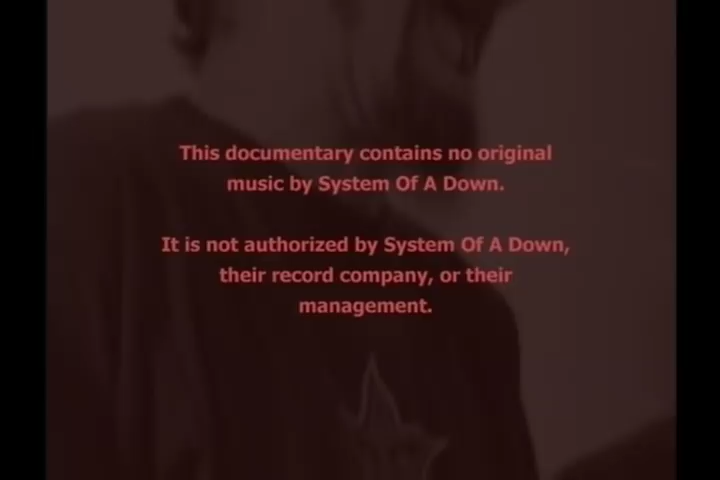 This documentary contains no original
music by System Of A Down.
It is not authorized by System Of A Down,
their record company, or their
management.